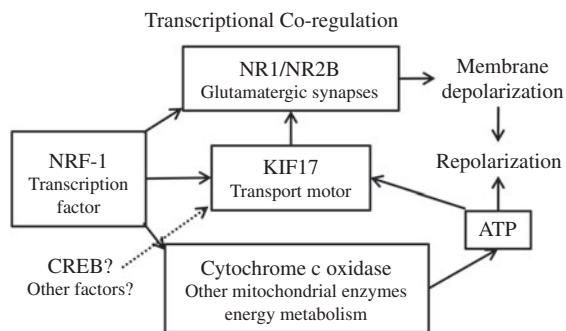 Transcriptional Co-regulation
NR1/NR2B
Glutamatergic synapses
Membrane
depolarization
NRF-1
Transcription
factor
KIF17
Transport motor
Repolarization
ATP
CREB?
Other factors?
Cytochrome c oxidase
Other mitochondrial enzymes
energy metabolism